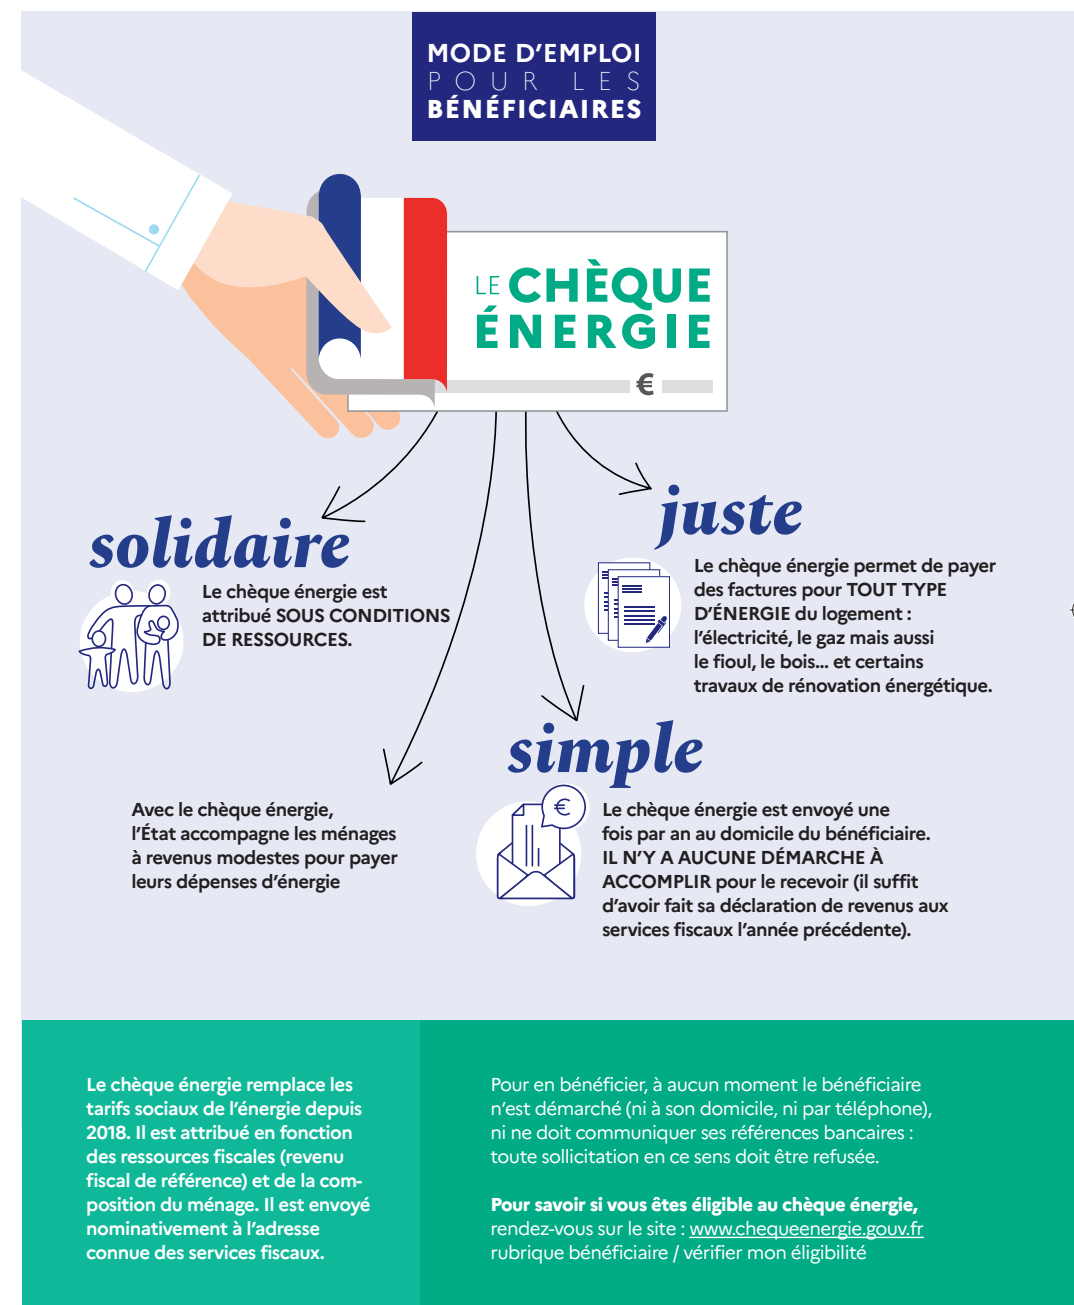 MODE D'EMPLOI
POUR LES
BÉNÉFICIAIRES
LE CHÈQUE
ÉNERGIE
€
solidaire
Le chèque énergie est
attribué SOUS CONDITIONS
DE RESSOURCES.
juste
Le chèque énergie permet de payer
des factures pour TOUT TYPE
D'ÉNERGIE du logement :
l'électricité, le gaz mais aussi
le fioul, le bois... et certains
travaux de rénovation énergétique.
Avec le chèque énergie,
l'État accompagne les ménages
à revenus modestes pour payer
leurs dépenses d'énergie
simple
€
Le chèque énergie est envoyé une
fois par an au domicile du bénéficiaire.
IL N'Y A AUCUNE DÉMARCHE À
ACCOMPLIR pour le recevoir (il suffit
d'avoir fait sa déclaration de revenus aux
services fiscaux l'année précédente).
Le chèque énergie remplace les
tarifs sociaux de l'énergie depuis
2018. Il est attribué en fonction
des ressources fiscales (revenu
fiscal de référence) et de la com-
position du ménage. Il est envoyé
nominativement à l'adresse
connue des services fiscaux.
Pour en bénéficier, à aucun moment le bénéficiaire
n'est démarché (ni à son domicile, ni par téléphone),
ni ne doit communiquer ses références bancaires :
toute sollicitation en ce sens doit être refusée.
Pour savoir si vous êtes éligible au chèque énergie,
rendez-vous sur le site : www.chequeenergie.gouv.fr
rubrique bénéficiaire / vérifier mon éligibilité